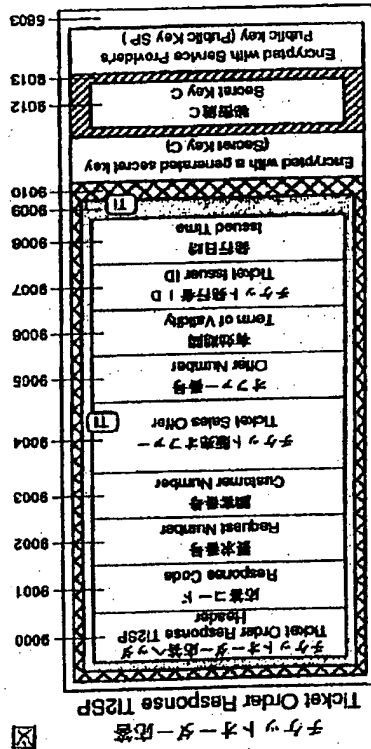 図
チケットオーダー応答
Ticket Order Response TI2SP
チケットオーダー応答ヘッダ
Ticket Order Response TI2SP
Header
9000
応答コード
Response Code
9001
要求番号
Request Number
9002
顧客番号
Customer Number
9003
チケット販売オファー
Ticket Sales Offer
9004
TI
オファー番号
Offer Number
9005
有効期間
Term of Validity
9006
チケット発行者ID
Ticket Issuer ID
9007
発行日時
Issued Time
9008
TI
9009
9010
Encrypted with a generated secret key
(Secret Key C)
秘密鍵C
Secret Key C
9012
9013
Encrypted with Service Provider's
Public key (Public Key SP)
6803